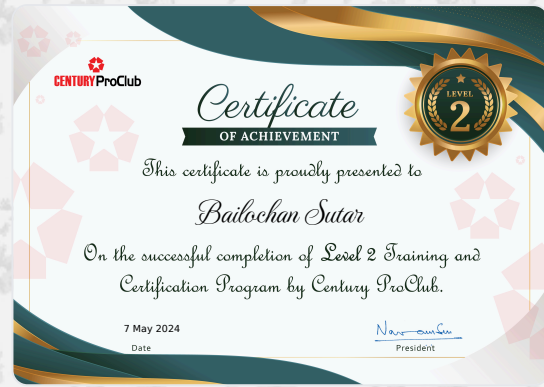 CENTURY ProClub
Certificate
OF ACHIEVEMENT
LEVEL
2
This certificate is proudly presented to
Bailochan Sutar
On the successful completion of Level 2 Training and
Certification Program by Century ProClub.
7 May 2024
Date
President